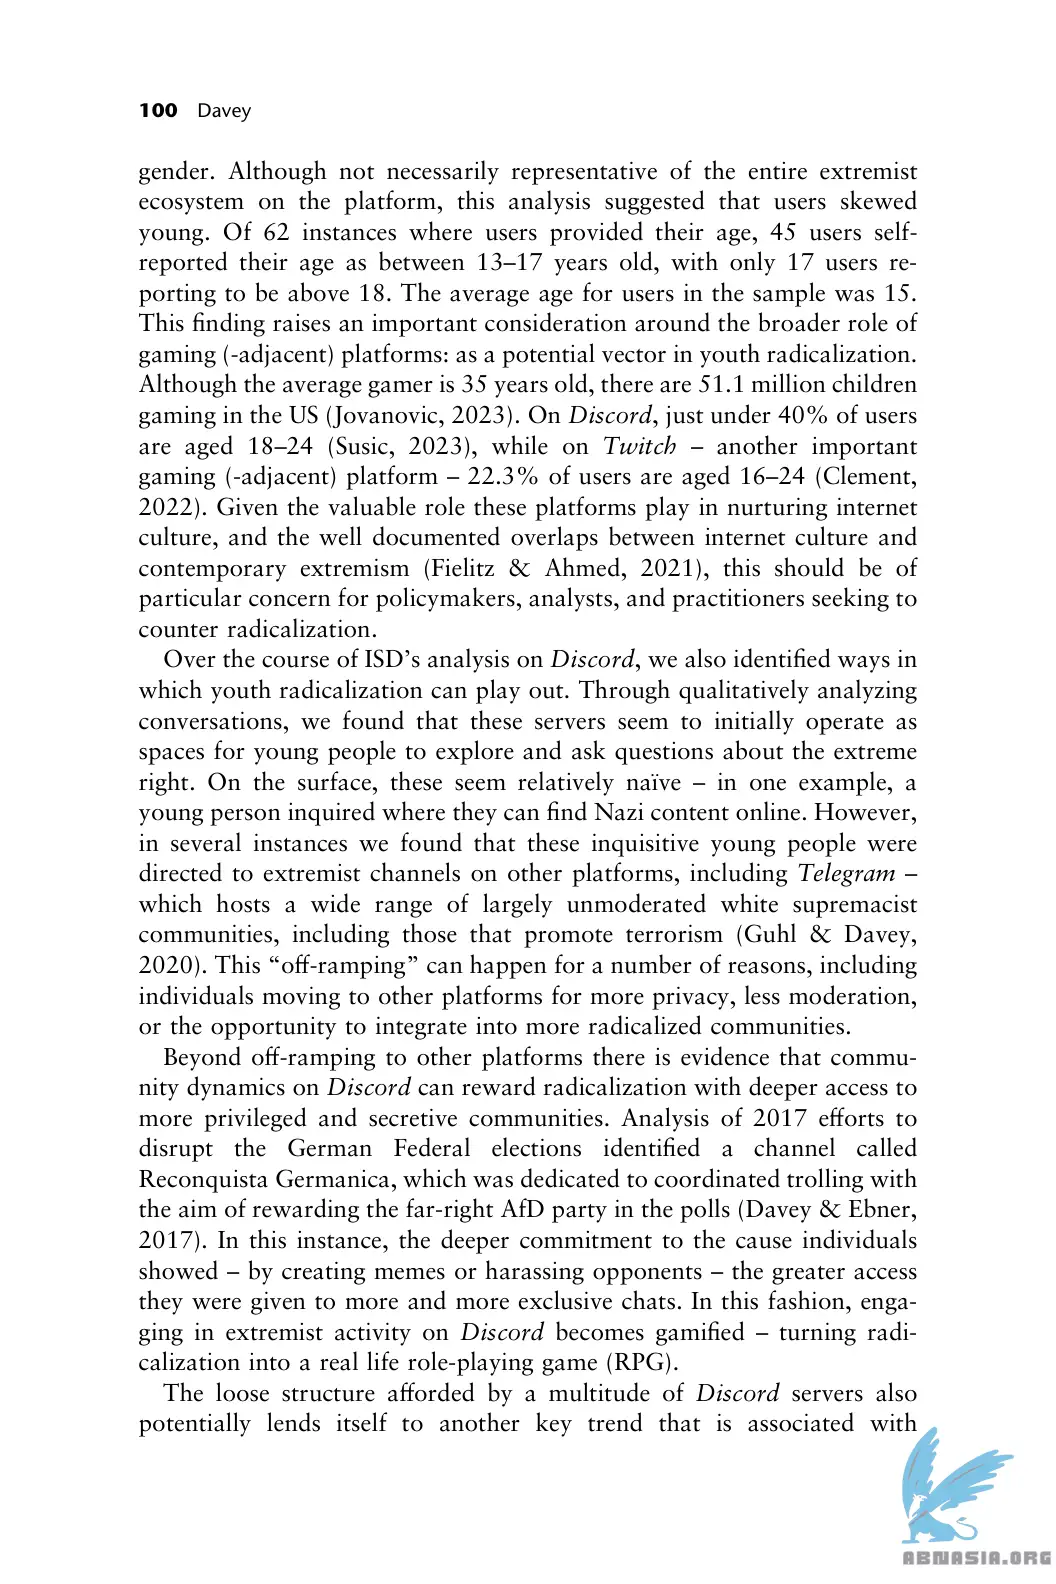 100 Davey
gender. Although not necessarily representative of the entire extremist
ecosystem on the platform, this analysis suggested that users skewed
young. Of 62 instances where users provided their age, 45 users self-
reported their age as between 13–17 years old, with only 17 users re-
porting to be above 18. The average age for users in the sample was 15.
This finding raises an important consideration around the broader role of
gaming (-adjacent) platforms: as a potential vector in youth radicalization.
Although the average gamer is 35 years old, there are 51.1 million children
gaming in the US (Jovanovic, 2023). On Discord, just under 40% of users
are aged 18–24 (Susic, 2023), while on Twitch – another important
gaming (-adjacent) platform – 22.3% of users are aged 16–24 (Clement,
2022). Given the valuable role these platforms play in nurturing internet
culture, and the well documented overlaps between internet culture and
contemporary extremism (Fielitz & Ahmed, 2021), this should be of
particular concern for policymakers, analysts, and practitioners seeking to
counter radicalization.
Over the course of ISD’s analysis on Discord, we also identified ways in
which youth radicalization can play out. Through qualitatively analyzing
conversations, we found that these servers seem to initially operate as
spaces for young people to explore and ask questions about the extreme
right. On the surface, these seem relatively naïve – in one example, a
young person inquired where they can find Nazi content online. However,
in several instances we found that these inquisitive young people were
directed to extremist channels on other platforms, including Telegram –
which hosts a wide range of largely unmoderated white supremacist
communities, including those that promote terrorism (Guhl & Davey,
2020). This “off-ramping” can happen for a number of reasons, including
individuals moving to other platforms for more privacy, less moderation,
or the opportunity to integrate into more radicalized communities.
Beyond off-ramping to other platforms there is evidence that commu-
nity dynamics on Discord can reward radicalization with deeper access to
more privileged and secretive communities. Analysis of 2017 efforts to
disrupt the German Federal elections identified a channel called
Reconquista Germanica, which was dedicated to coordinated trolling with
the aim of rewarding the far-right AfD party in the polls (Davey & Ebner,
2017). In this instance, the deeper commitment to the cause individuals
showed – by creating memes or harassing opponents – the greater access
they were given to more and more exclusive chats. In this fashion, enga-
ging in extremist activity on Discord becomes gamified – turning radi-
calization into a real life role-playing game (RPG).
The loose structure afforded by a multitude of Discord servers also
potentially lends itself to another key trend that is associated with
ABNASIA.ORG